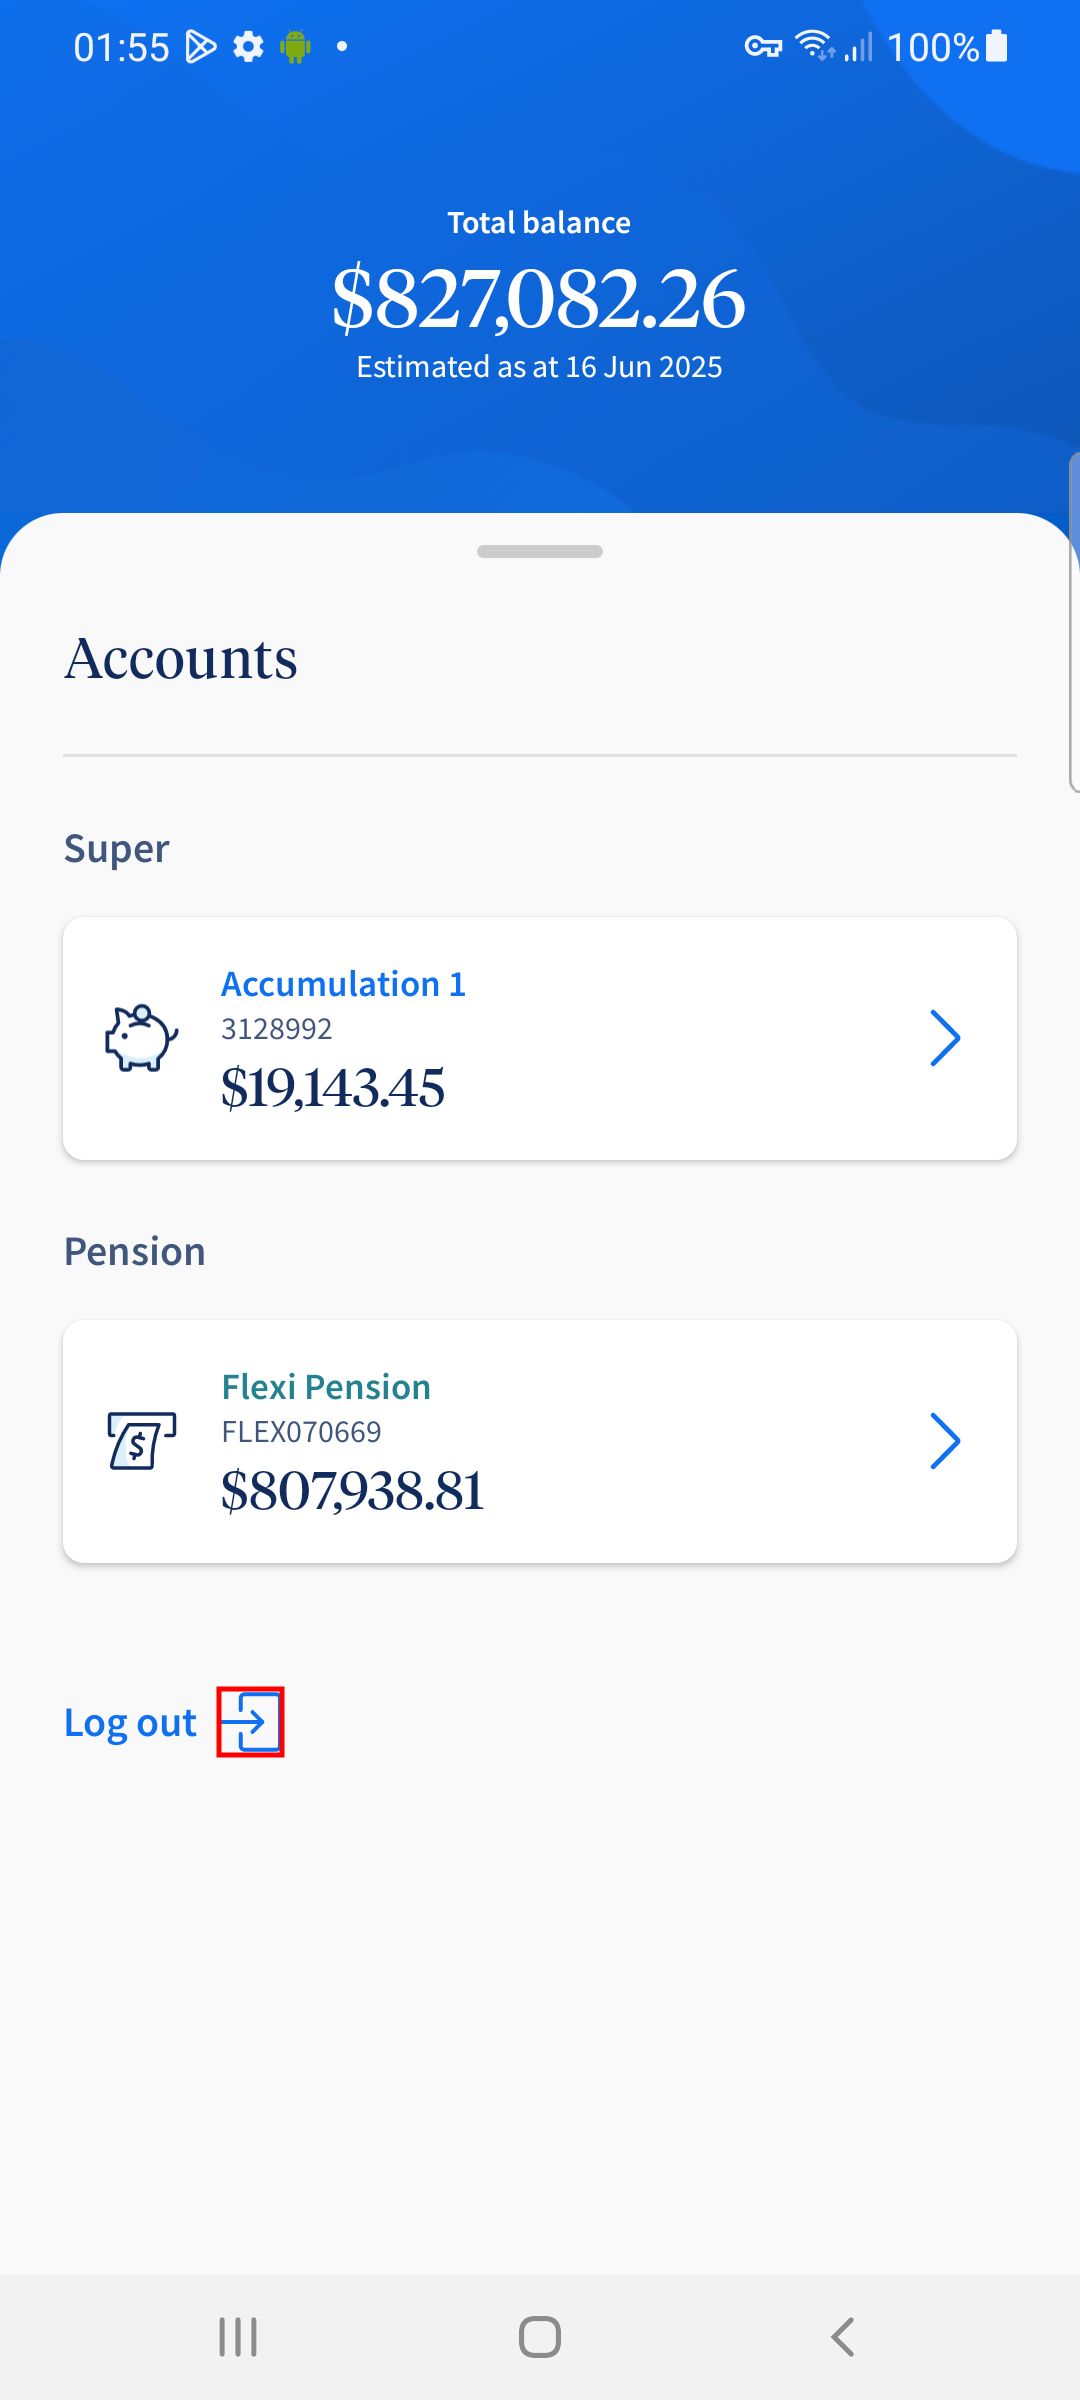 01:55
100%
Total balance
$827,082.26
Estimated as at 16 Jun 2025
Accounts
Super
Accumulation 1
3128992
$19,143.45
Pension
Flexi Pension
FLEX070669
$807,938.81
Log out